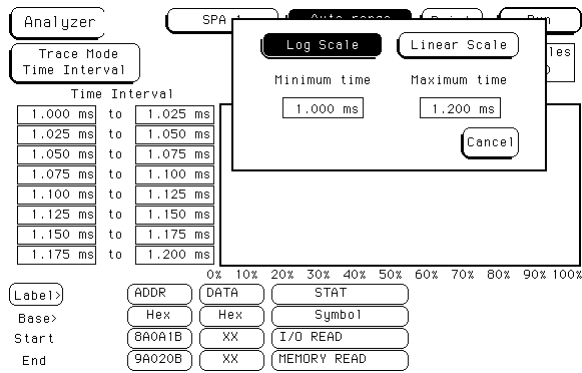 Analyzer SPA Auto-range Print Run
Trace Mode
Time Interval
Log Scale Linear Scale
Minimum time Maximum time
1.000 ms 1.200 ms
Cancel
Time Interval
1.000 ms to 1.025 ms
1.025 ms to 1.050 ms
1.050 ms to 1.075 ms
1.075 ms to 1.100 ms
1.100 ms to 1.125 ms
1.125 ms to 1.150 ms
1.150 ms to 1.175 ms
1.175 ms to 1.200 ms
0% 10% 20% 30% 40% 50% 60% 70% 80% 90% 100%
Label> ADDR DATA STAT
Base> Hex Hex Symbol
Start 8A0A1B XX I/O READ
End 9A020B XX MEMORY READ